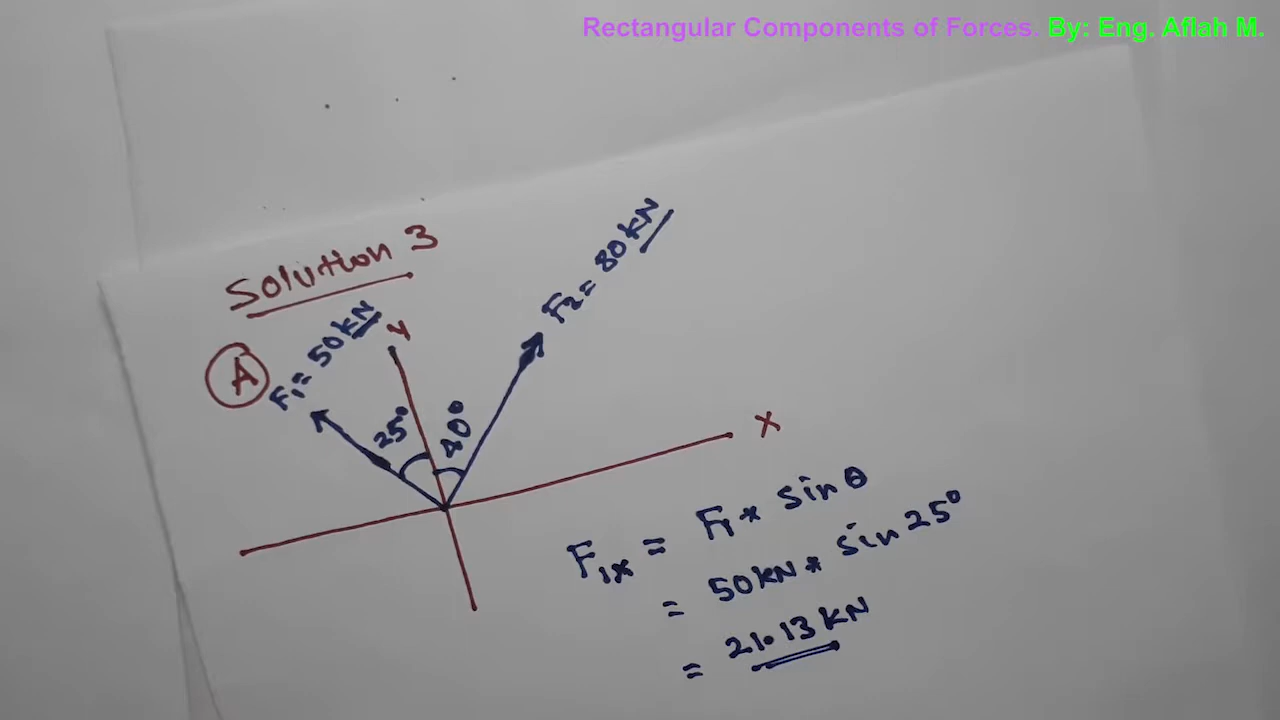 Rectangular Components of Forces. By: Eng. Aflah M.
Solution 3
A
F1 = 50 kN
Y
F2 = 80 kN
25°
40°
X
F1x = F1 * sin θ
= 50 kN * sin 25°
= 21.13 kN